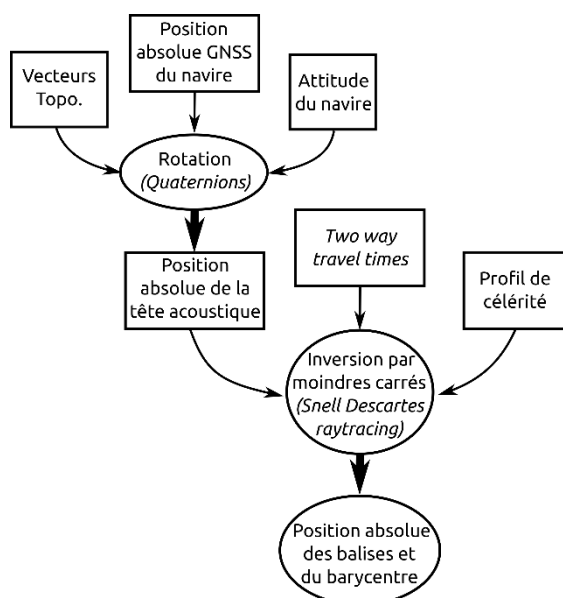 Position
absolue GNSS
du navire
Vecteurs
Topo.
Attitude
du navire
Rotation
(Quaternions)
Position
absolue de la
tête acoustique
Two way
travel times
Profil de
célérité
Inversion par
moindres carrés
(Snell Descartes
raytracing)
Position absolue
des balises et
du barycentre